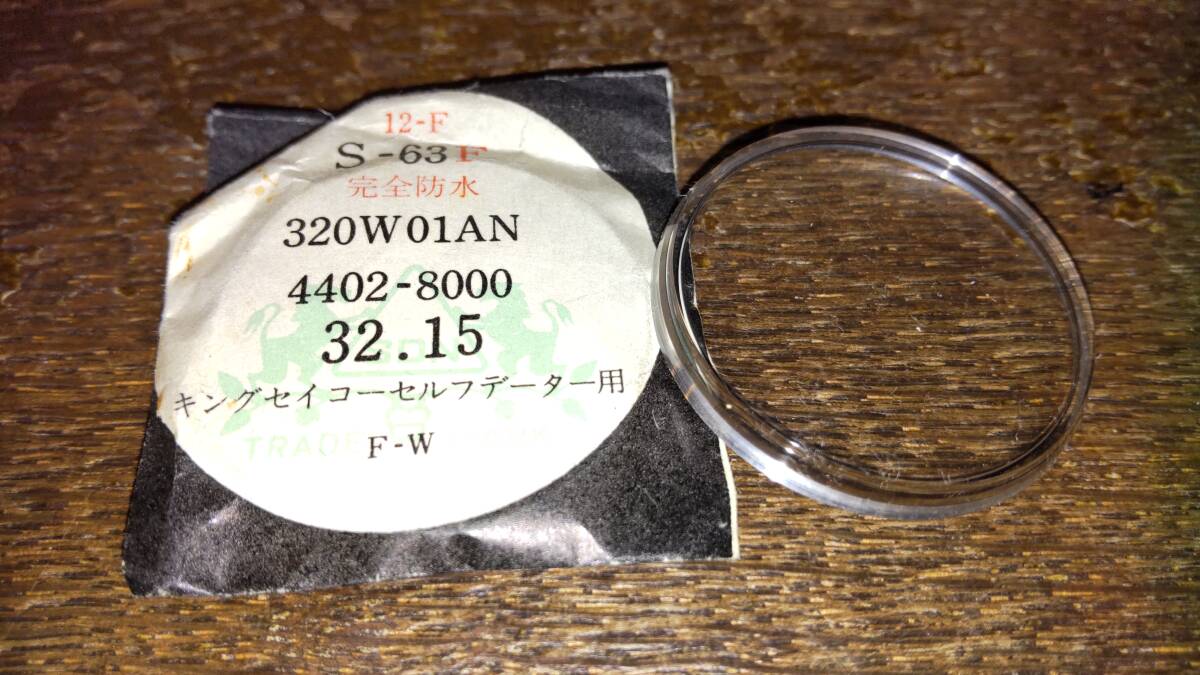 12-F
S-63F
完全防水
320W01AN
4402-8000
32.15
キングセイコーセルフデーター用
TRADE
F-W